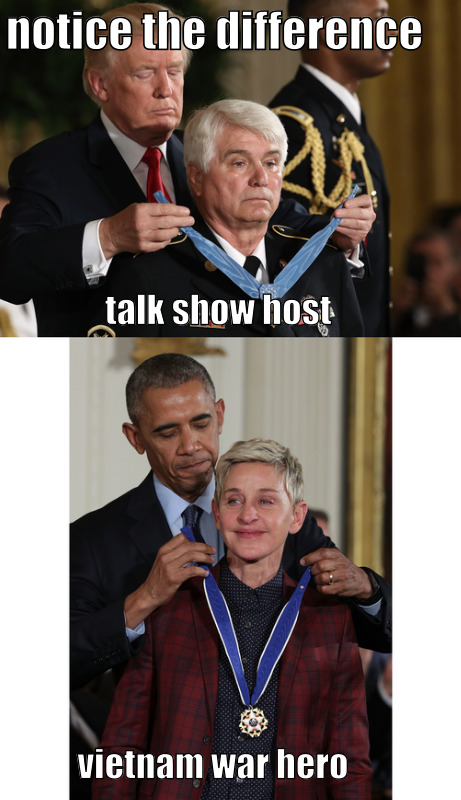 notice the difference
talk show host
vietnam war hero